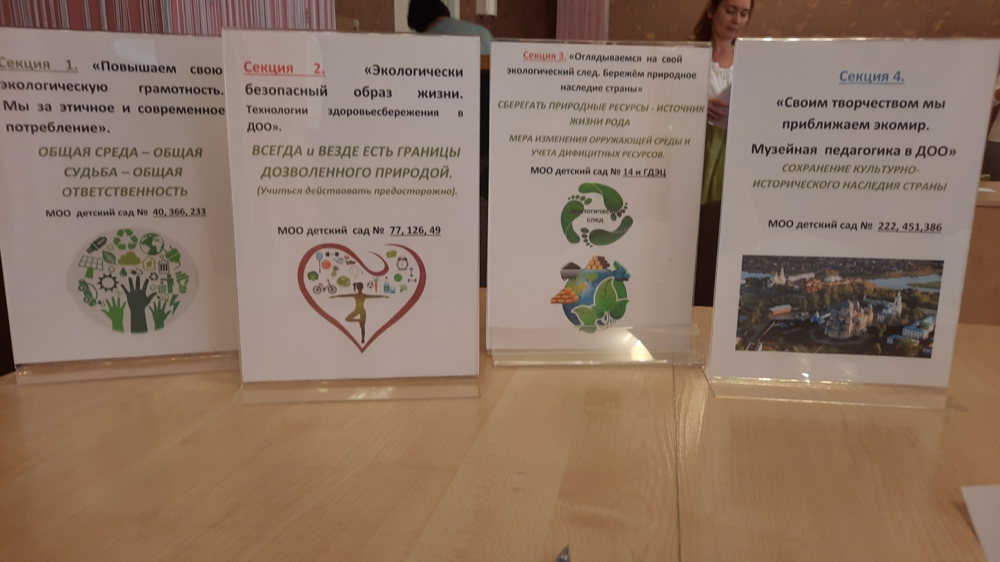 Секция 1. «Повышаем свою
экологическую грамотность.
Мы за этичное и современное
потребление».
ОБЩАЯ СРЕДА – ОБЩАЯ
СУДЬБА – ОБЩАЯ
ОТВЕТСТВЕННОСТЬ
МОО детский сад № 40, 366, 233
Секция 2. «Экологически
безопасный образ жизни.
Технологии здоровьесбережения в
ДОО».
ВСЕГДА и ВЕЗДЕ ЕСТЬ ГРАНИЦЫ
ДОЗВОЛЕННОГО ПРИРОДОЙ.
(Учиться действовать предосторожно).
МОО детский сад № 77, 126, 49
Секция 3. «Оглядываемся на свой
экологический след. Бережём природное
наследие страны»
СБЕРЕГАТЬ ПРИРОДНЫЕ РЕСУРСЫ - ИСТОЧНИК
ЖИЗНИ РОДА
МЕРА ИЗМЕНЕНИЯ ОРРУЖАЮЩЕЙ СРЕДЫ И
УЧЕТА ДИФИЦИТНЫХ РЕСУРСОВ.
МОО детский сад № 14 и ГДЭЦ
Экологический
след
Секция 4.
«Своим творчеством мы
приближаем экомир.
Музейная педагогика в ДОО»
СОХРАНЕНИЕ КУЛЬТУРНО-
ИСТОРИЧЕСКОГО НАСЛЕДИЯ СТРАНЫ
МОО детский сад № 222, 451,386